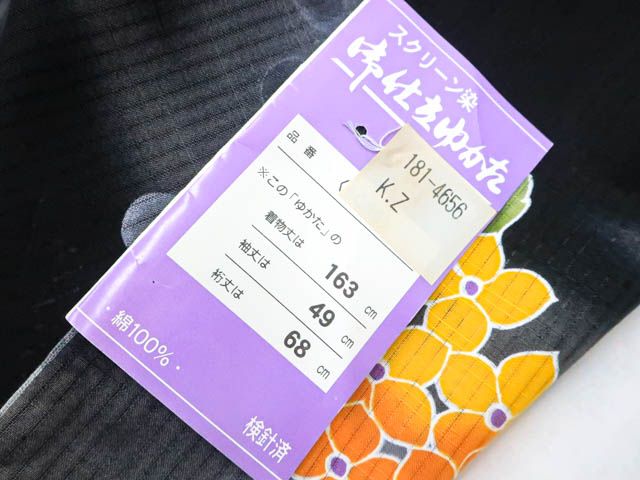 スクリーン染
御仕立ゆかた
品番
181-4656
K.Z
※この「ゆかた」の
着物丈は 163 cm
袖丈は 49 cm
裄丈は 68 cm
・綿100%・
検針済